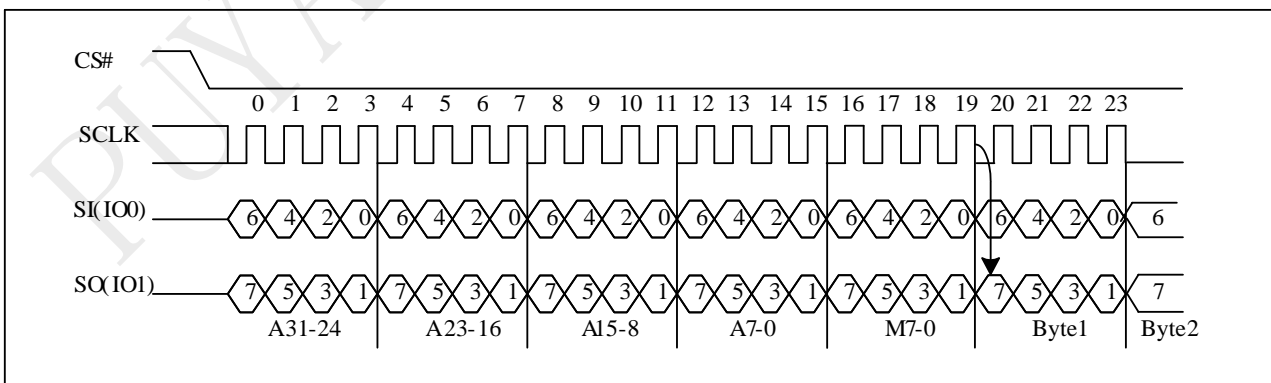 PUYA
CS#
0 1 2 3 4 5 6 7 8 9 10 11 12 13 14 15 16 17 18 19 20 21 22 23
SCLK
SI(IO0) 6 4 2 0 6 4 2 0 6 4 2 0 6 4 2 0 6 4 2 0 6 4 2 0 6
SO(IO1) 7 5 3 1 7 5 3 1 7 5 3 1 7 5 3 1 7 5 3 1 7 5 3 1 7
A31-24 A23-16 A15-8 A7-0 M7-0 Byte1 Byte2